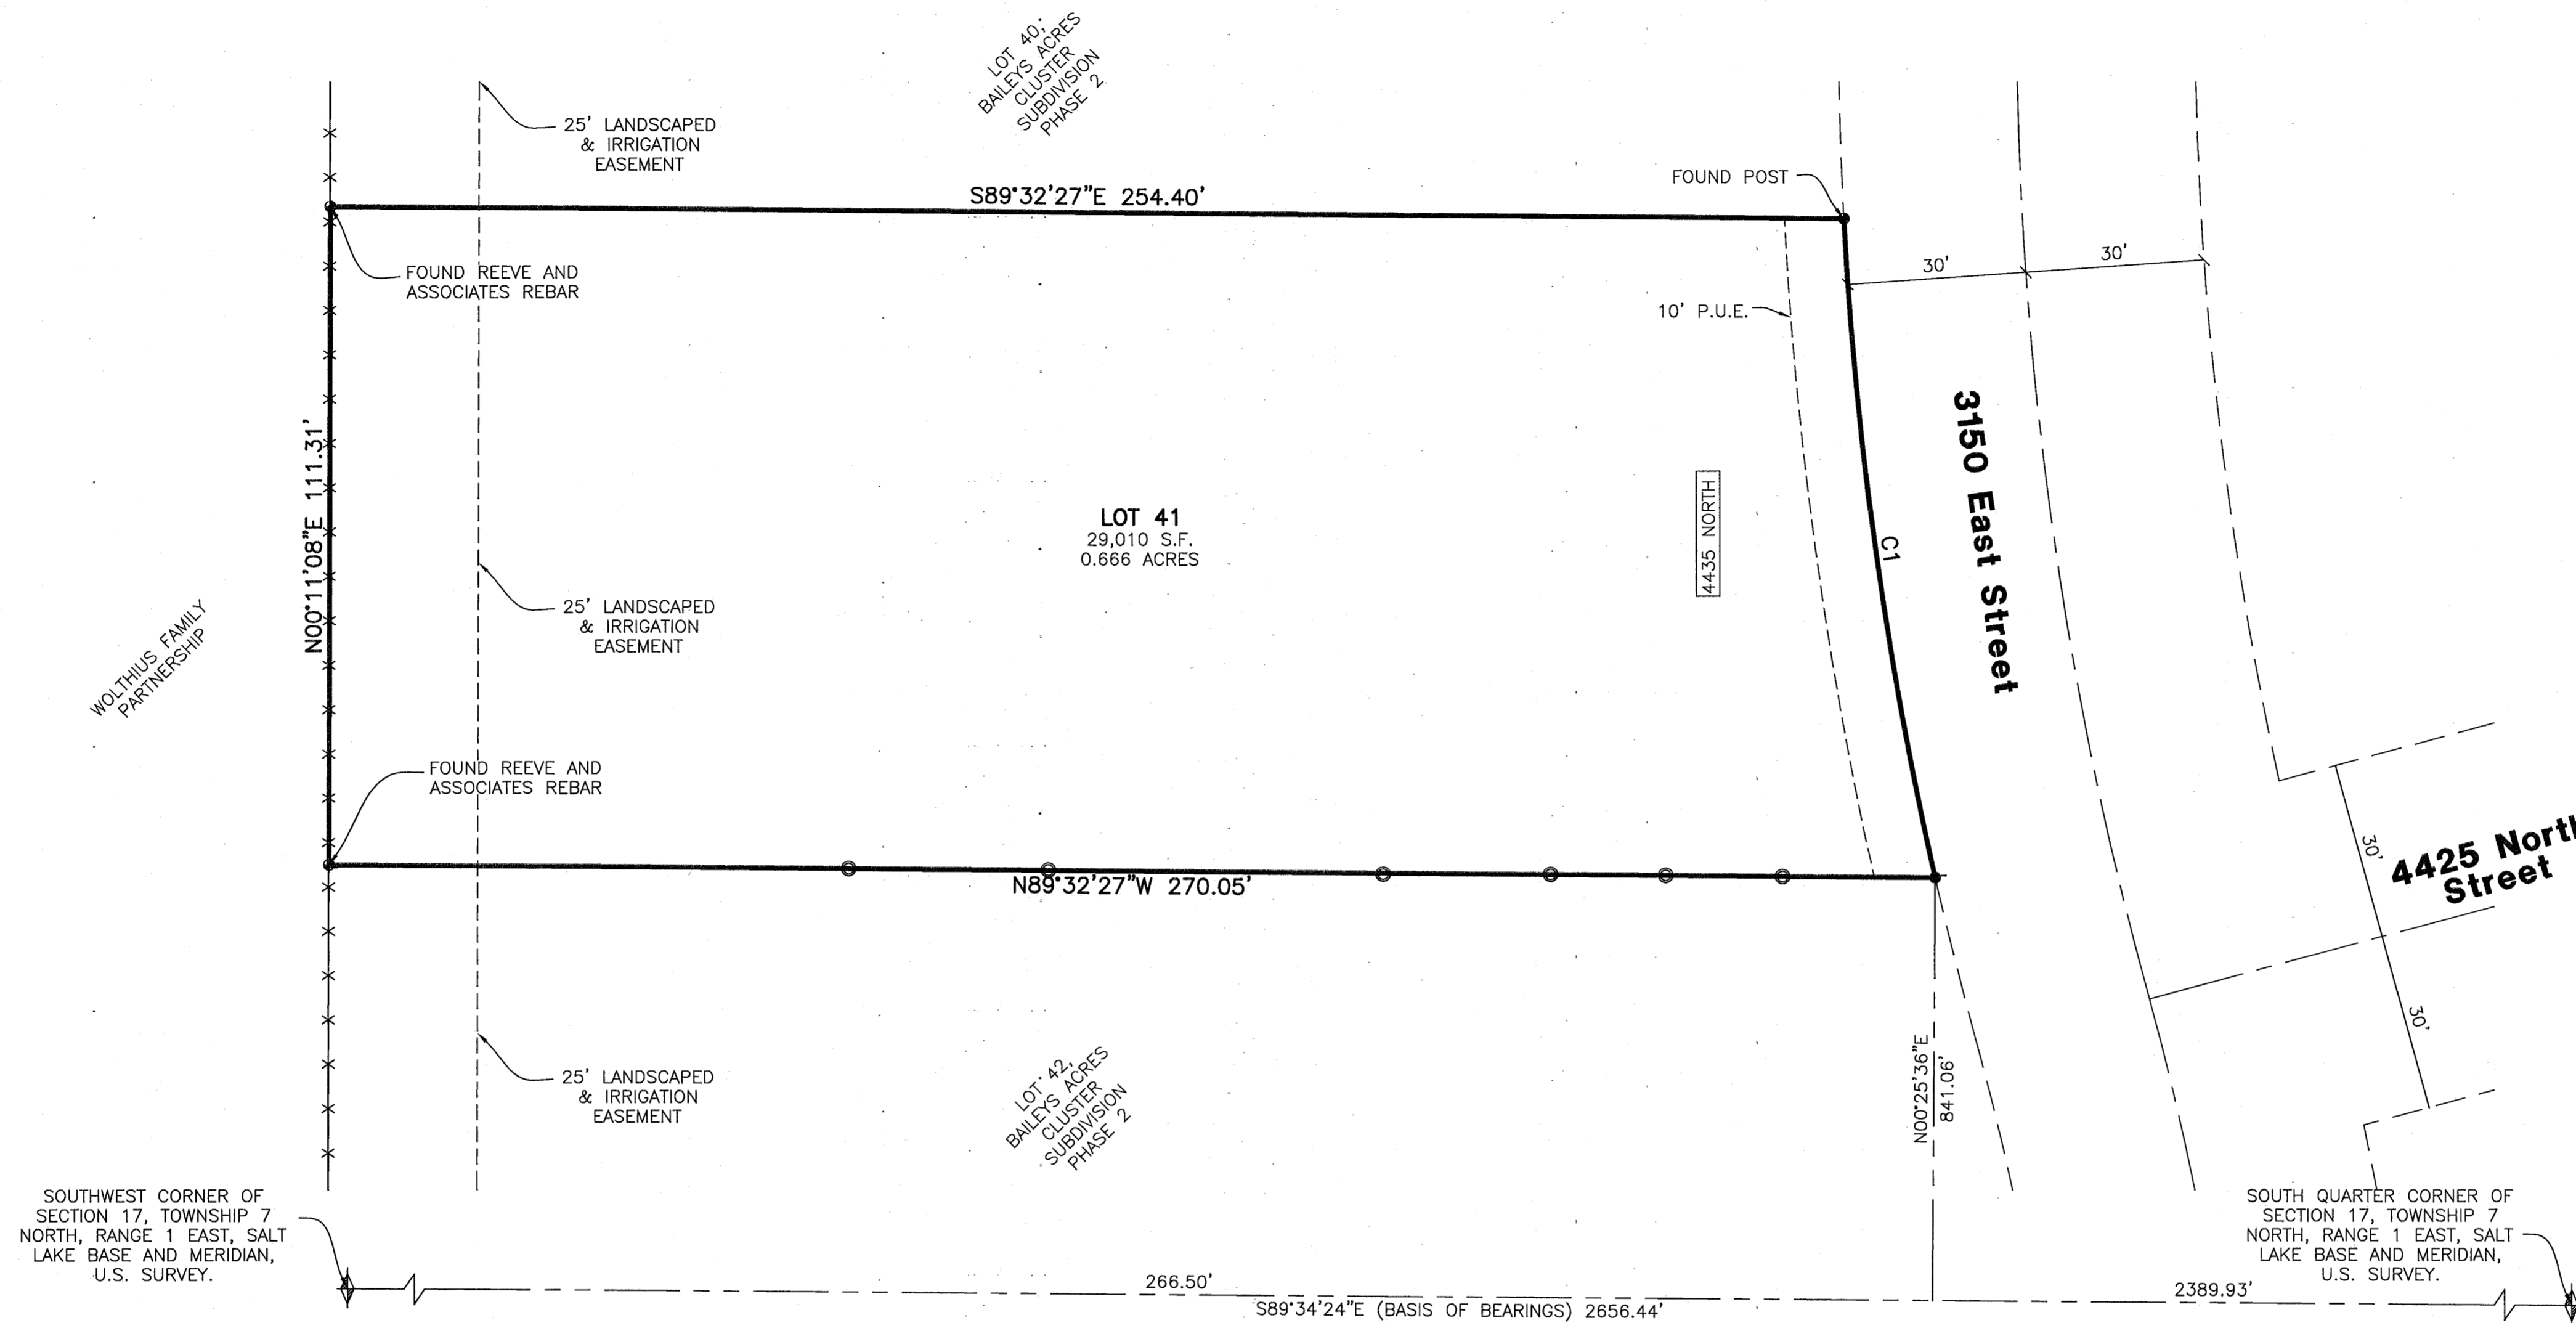 LOT 40,
BAILEYS ACRES
CLUSTER
SUBDIVISION
PHASE 2
25' LANDSCAPED
& IRRIGATION
EASEMENT
S89°32'27"E 254.40'
FOUND POST
FOUND REEVE AND
ASSOCIATES REBAR
30'
30'
10' P.U.E.
N00°11'08"E 111.31'
LOT 41
29,010 S.F.
0.666 ACRES
4435 NORTH
C1
3150 East Street
25' LANDSCAPED
& IRRIGATION
EASEMENT
WOLTHIUS FAMILY
PARTNERSHIP
FOUND REEVE AND
ASSOCIATES REBAR
N89°32'27"W 270.05'
30'
4425 North
Street
30'
25' LANDSCAPED
& IRRIGATION
EASEMENT
LOT 42,
BAILEYS ACRES
CLUSTER
SUBDIVISION
PHASE 2
N00°25'36"E
841.06'
SOUTHWEST CORNER OF
SECTION 17, TOWNSHIP 7
NORTH, RANGE 1 EAST, SALT
LAKE BASE AND MERIDIAN,
U.S. SURVEY.
SOUTH QUARTER CORNER OF
SECTION 17, TOWNSHIP 7
NORTH, RANGE 1 EAST, SALT
LAKE BASE AND MERIDIAN,
U.S. SURVEY.
266.50'
2389.93'
S89°34'24"E (BASIS OF BEARINGS) 2656.44'